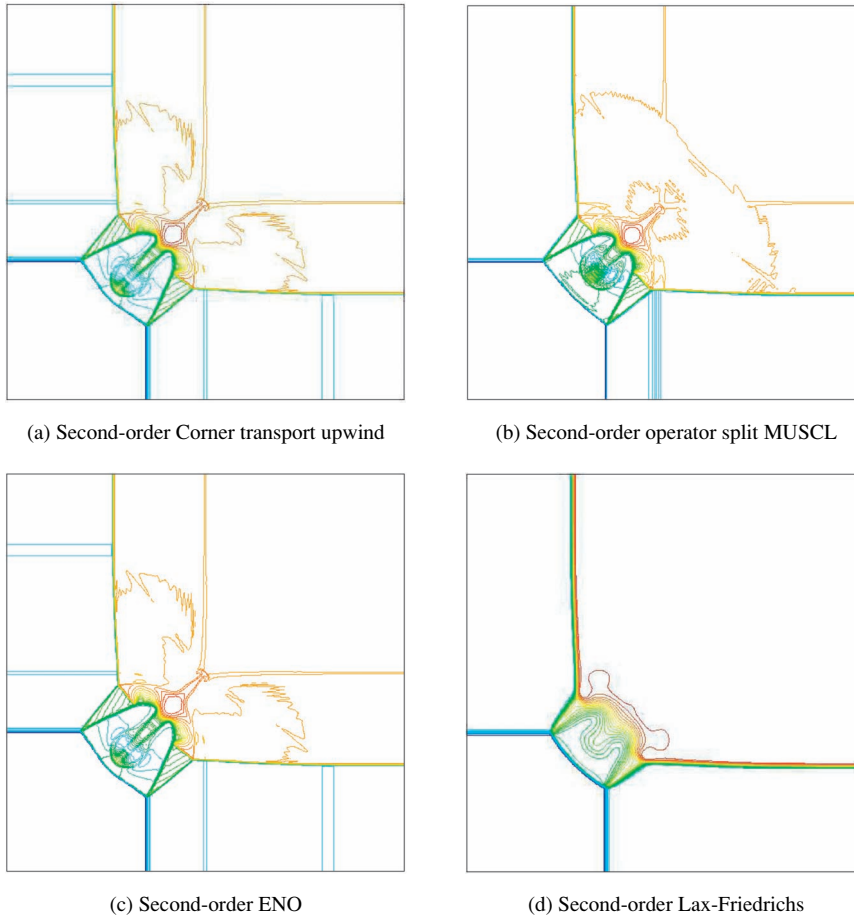 (a) Second-order Corner transport upwind
(b) Second-order operator split MUSCL
(c) Second-order ENO
(d) Second-order Lax-Friedrichs